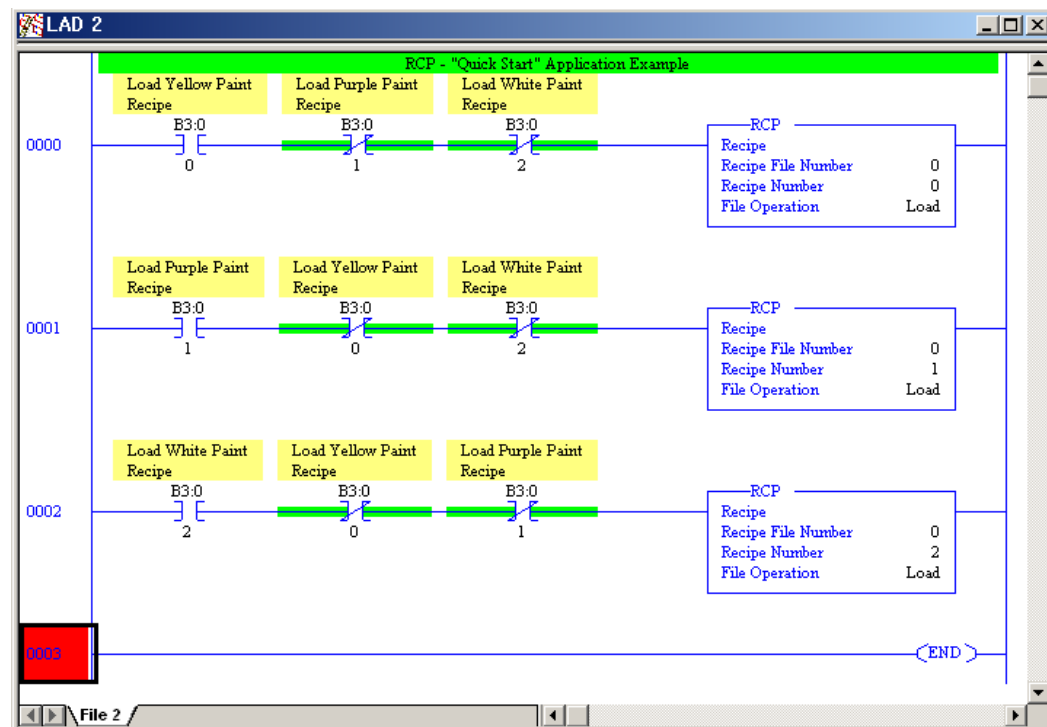 LAD 2
RCP - "Quick Start" Application Example
Load Yellow Paint Recipe
Load Purple Paint Recipe
Load White Paint Recipe
B3:0
B3:0
B3:0
0
1
2
0000
RCP
Recipe
Recipe File Number 0
Recipe Number 0
File Operation Load
Load Purple Paint Recipe
Load Yellow Paint Recipe
Load White Paint Recipe
B3:0
B3:0
B3:0
1
0
2
0001
RCP
Recipe
Recipe File Number 0
Recipe Number 1
File Operation Load
Load White Paint Recipe
Load Yellow Paint Recipe
Load Purple Paint Recipe
B3:0
B3:0
B3:0
2
0
1
0002
RCP
Recipe
Recipe File Number 0
Recipe Number 2
File Operation Load
0003
END
File 2